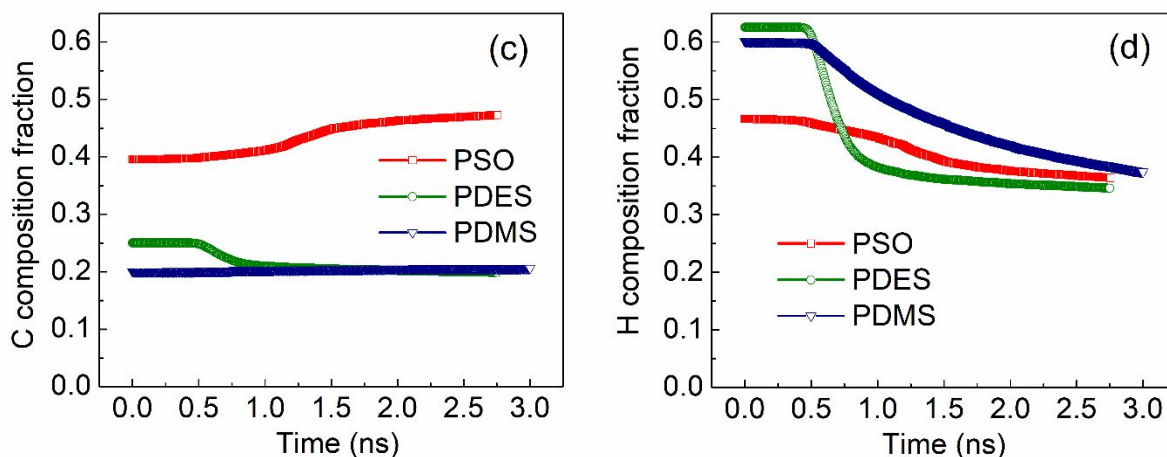 (c)
C composition fraction
0.6
0.5
0.4
0.3
0.2
0.1
0.0
PSO
PDES
PDMS
0.0 0.5 1.0 1.5 2.0 2.5 3.0
Time (ns)
(d)
H composition fraction
0.6
0.5
0.4
0.3
0.2
0.1
0.0
PSO
PDES
PDMS
0.0 0.5 1.0 1.5 2.0 2.5 3.0
Time (ns)